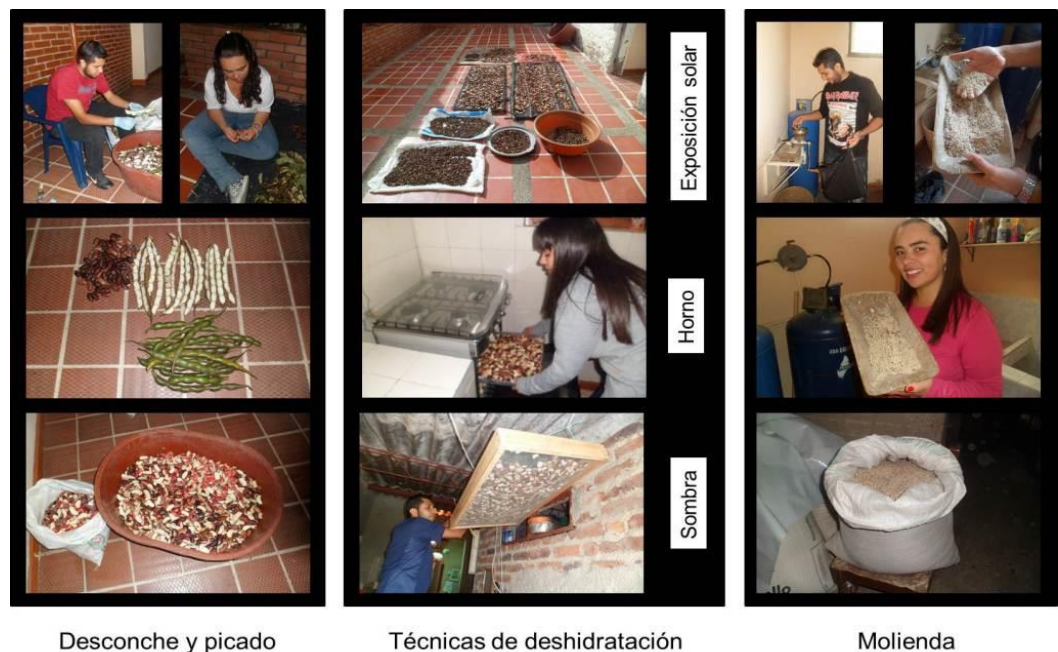 Exposición solar
Horno
Sombra
Desconche y picado
Técnicas de deshidratación
Molienda